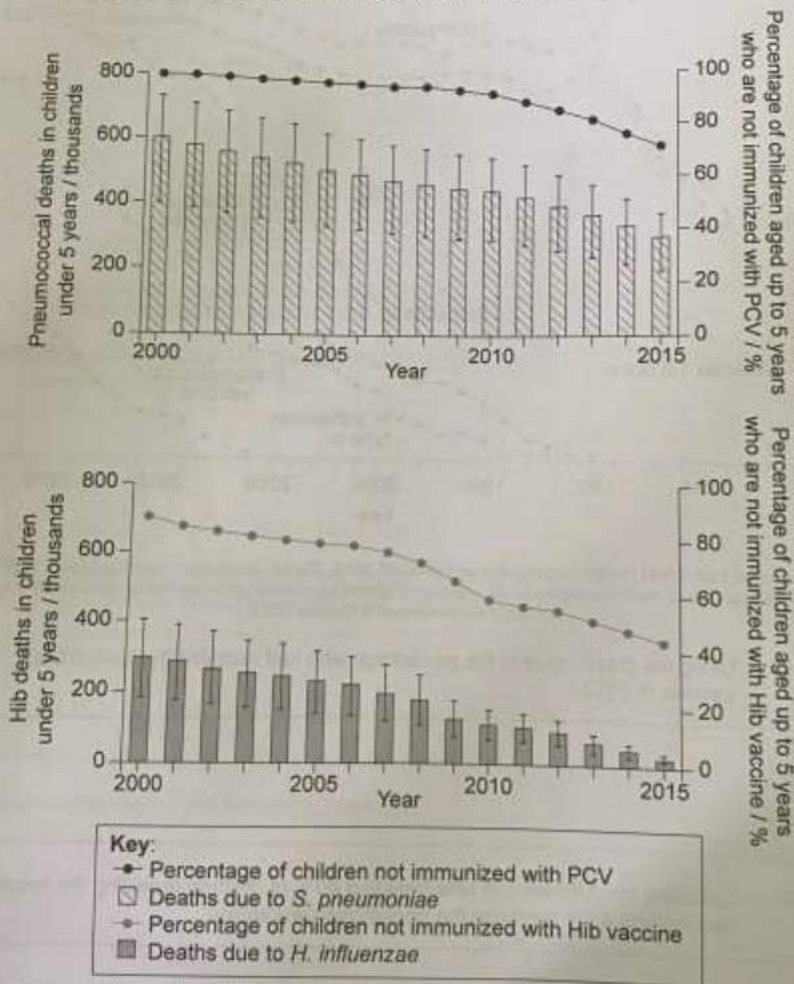 Pneumococcal deaths in children
under 5 years / thousands
800
600
400
200
0
100
80
60
40
20
0
Percentage of children aged up to 5 years
who are not immunized with PCV / %
2000
2005
2010
2015
Year
Hib deaths in children
under 5 years / thousands
800
600
400
200
0
100
80
60
40
20
0
Percentage of children aged up to 5 years
who are not immunized with Hib vaccine / %
2000
2005
2010
2015
Year
Key:
Percentage of children not immunized with PCV
Deaths due to S. pneumoniae
Percentage of children not immunized with Hib vaccine
Deaths due to H. influenzae